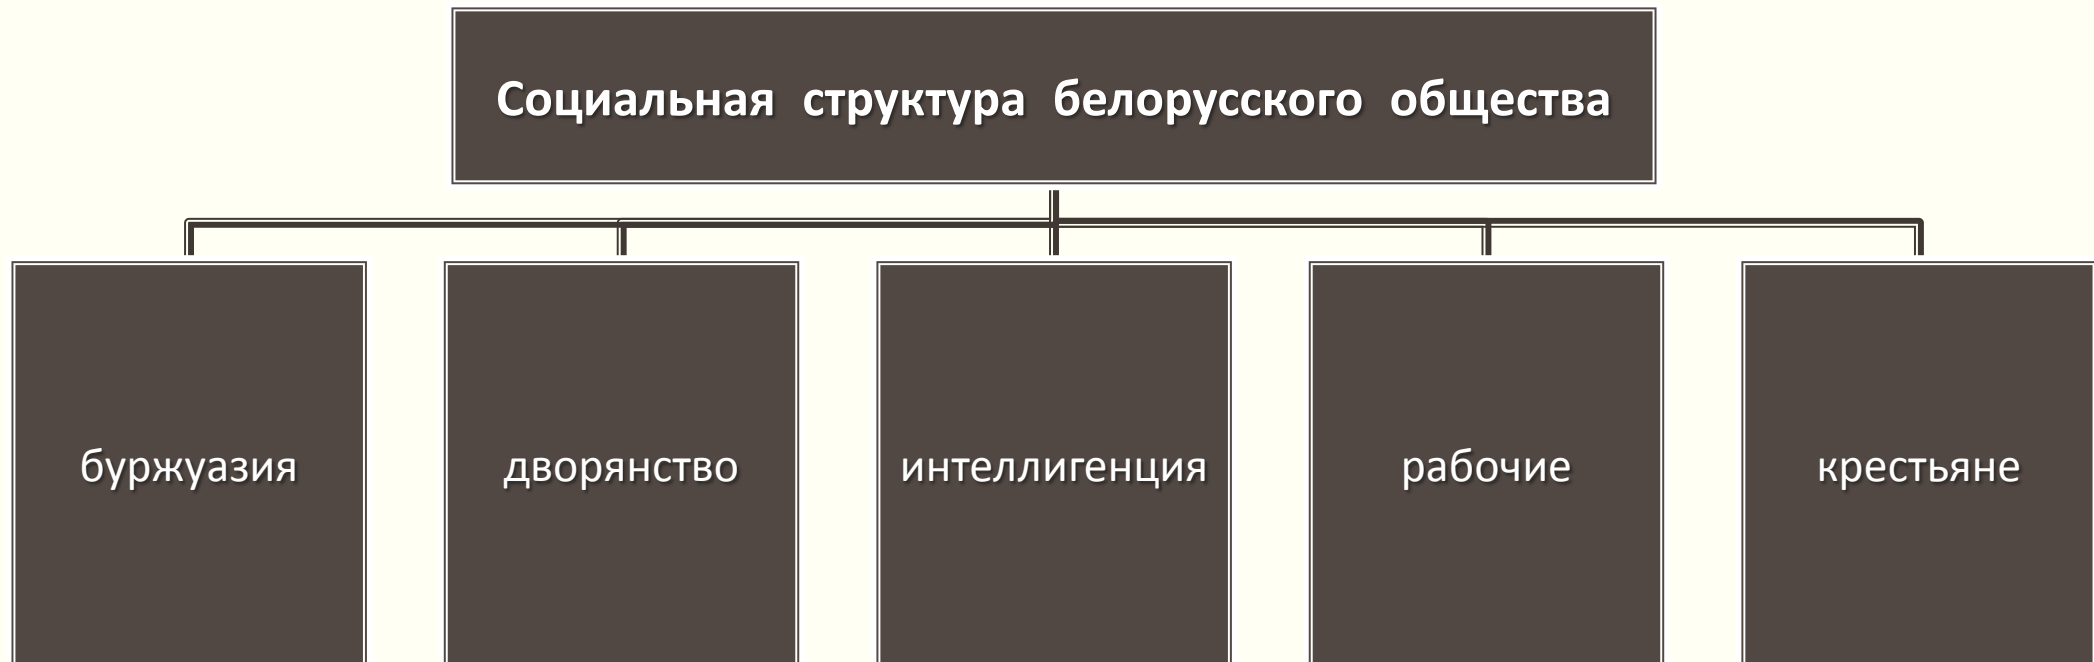 Социальная структура белорусского общества
буржуазия
дворянство
интеллигенция
рабочие
крестьяне